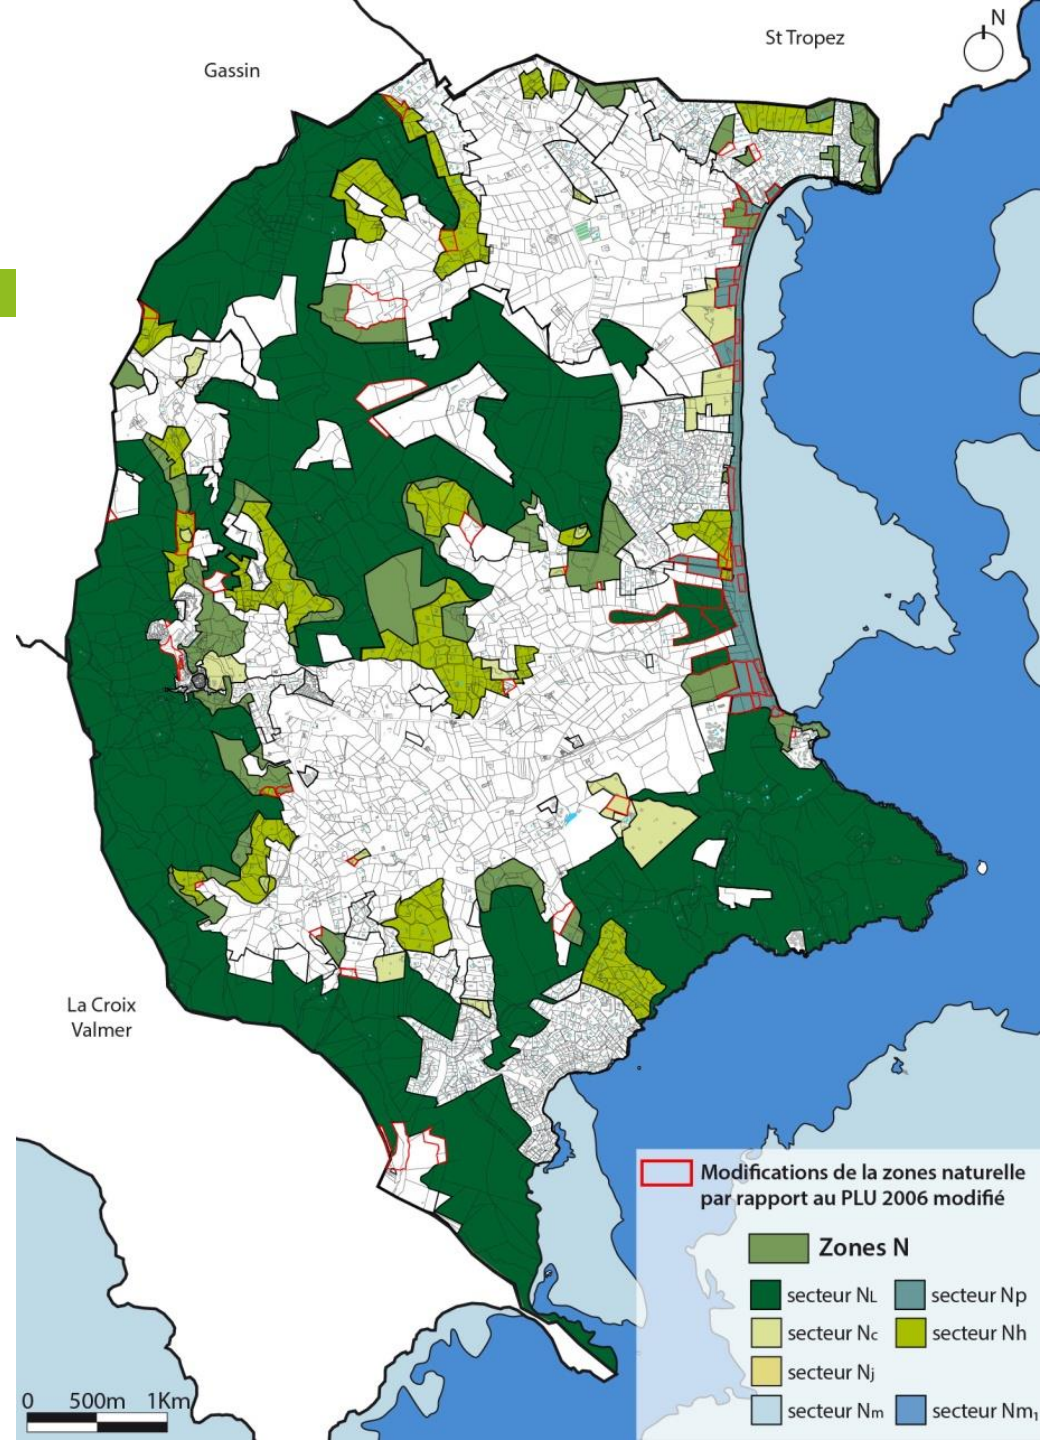 N
St Tropez
Gassin
La Croix
Valmer
Modifications de la zones naturelle
par rapport au PLU 2006 modifié
Zones N
secteur NL secteur Np
secteur Nc secteur Nh
secteur Nj
secteur Nm secteur Nm1
0 500m 1Km